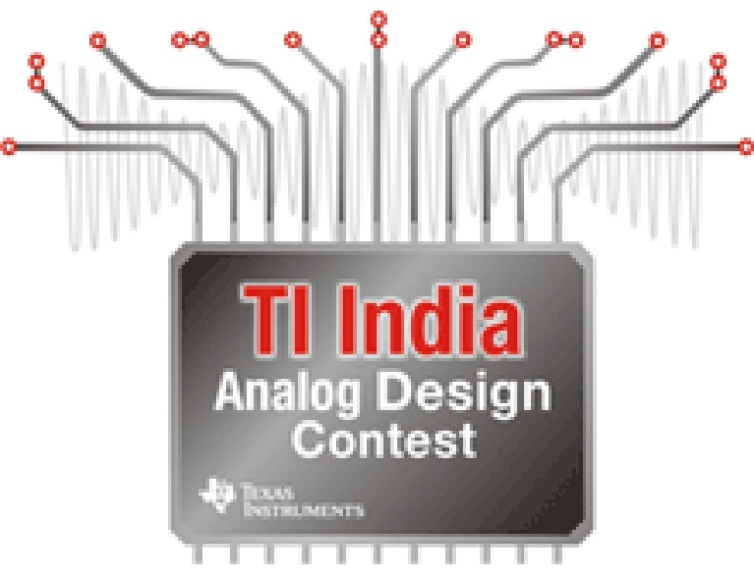 TI India
Analog Design
Contest
TEXAS
INSTRUMENTS